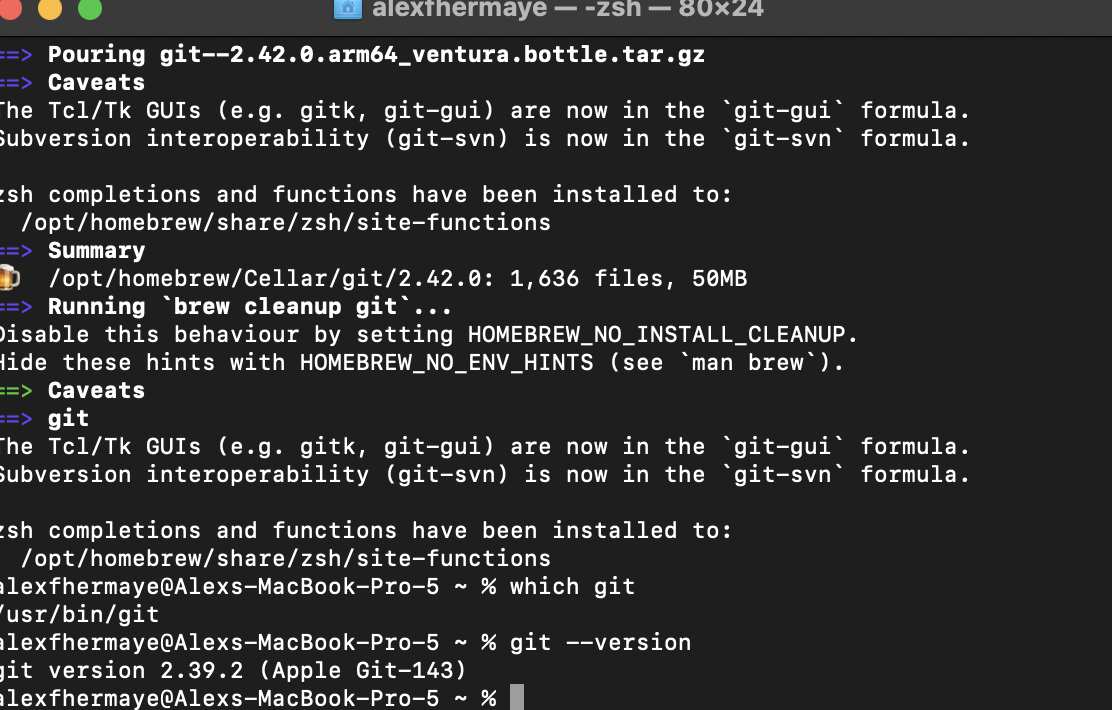 alexfhermaye — -zsh — 80×24
==> Pouring git--2.42.0.arm64_ventura.bottle.tar.gz
==> Caveats
The Tcl/Tk GUIs (e.g. gitk, git-gui) are now in the `git-gui` formula.
Subversion interoperability (git-svn) is now in the `git-svn` formula.
zsh completions and functions have been installed to:
/opt/homebrew/share/zsh/site-functions
==> Summary
🍺  /opt/homebrew/Cellar/git/2.42.0: 1,636 files, 50MB
==> Running `brew cleanup git`...
Disable this behaviour by setting HOMEBREW_NO_INSTALL_CLEANUP.
Hide these hints with HOMEBREW_NO_ENV_HINTS (see `man brew`).
==> Caveats
==> git
The Tcl/Tk GUIs (e.g. gitk, git-gui) are now in the `git-gui` formula.
Subversion interoperability (git-svn) is now in the `git-svn` formula.
zsh completions and functions have been installed to:
/opt/homebrew/share/zsh/site-functions
alexfhermaye@Alexs-MacBook-Pro-5 ~ % which git
/usr/bin/git
alexfhermaye@Alexs-MacBook-Pro-5 ~ % git --version
git version 2.39.2 (Apple Git-143)
alexfhermaye@Alexs-MacBook-Pro-5 ~ %